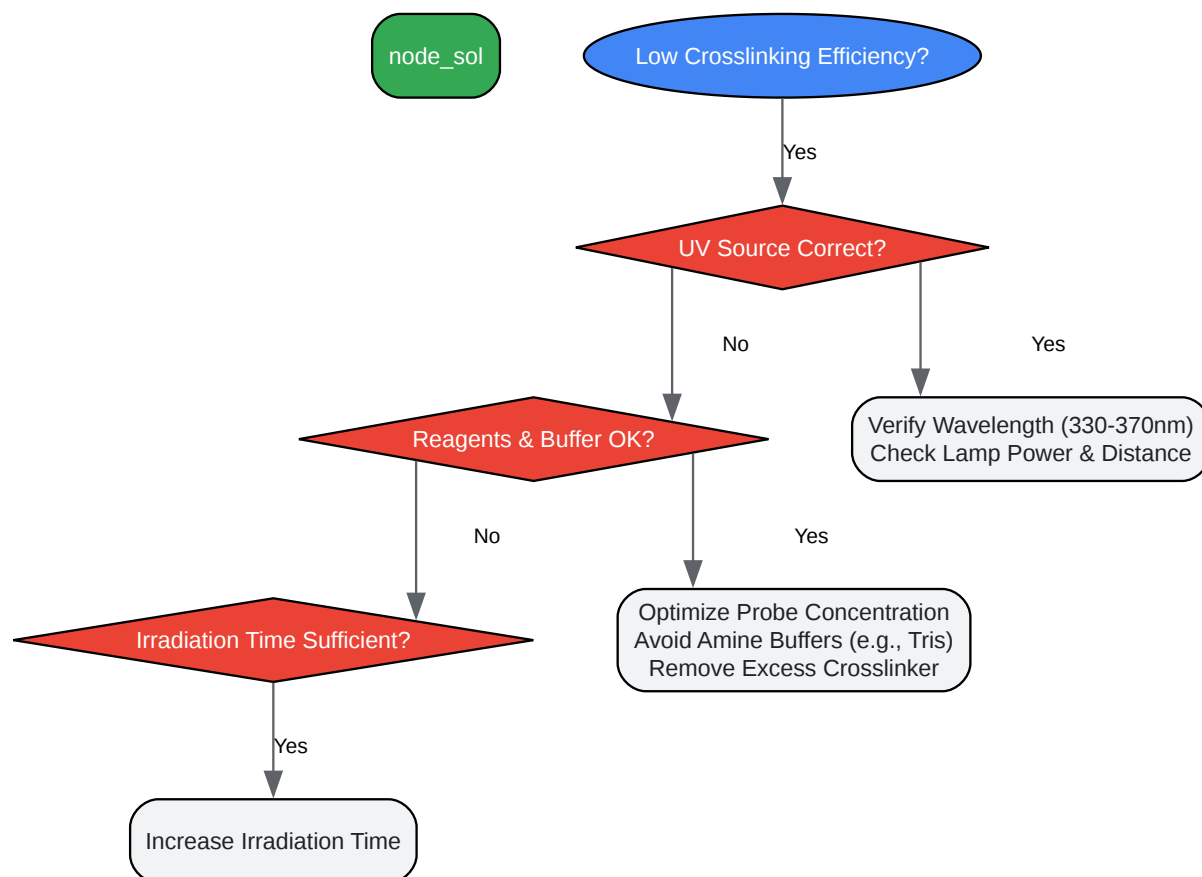 node_sol
Low Crosslinking Efficiency?
Yes
UV Source Correct?
No
Yes
Reagents & Buffer OK?
Verify Wavelength (330-370nm)
Check Lamp Power & Distance
No
Yes
Irradiation Time Sufficient?
Optimize Probe Concentration
Avoid Amine Buffers (e.g., Tris)
Remove Excess Crosslinker
Yes
Increase Irradiation Time